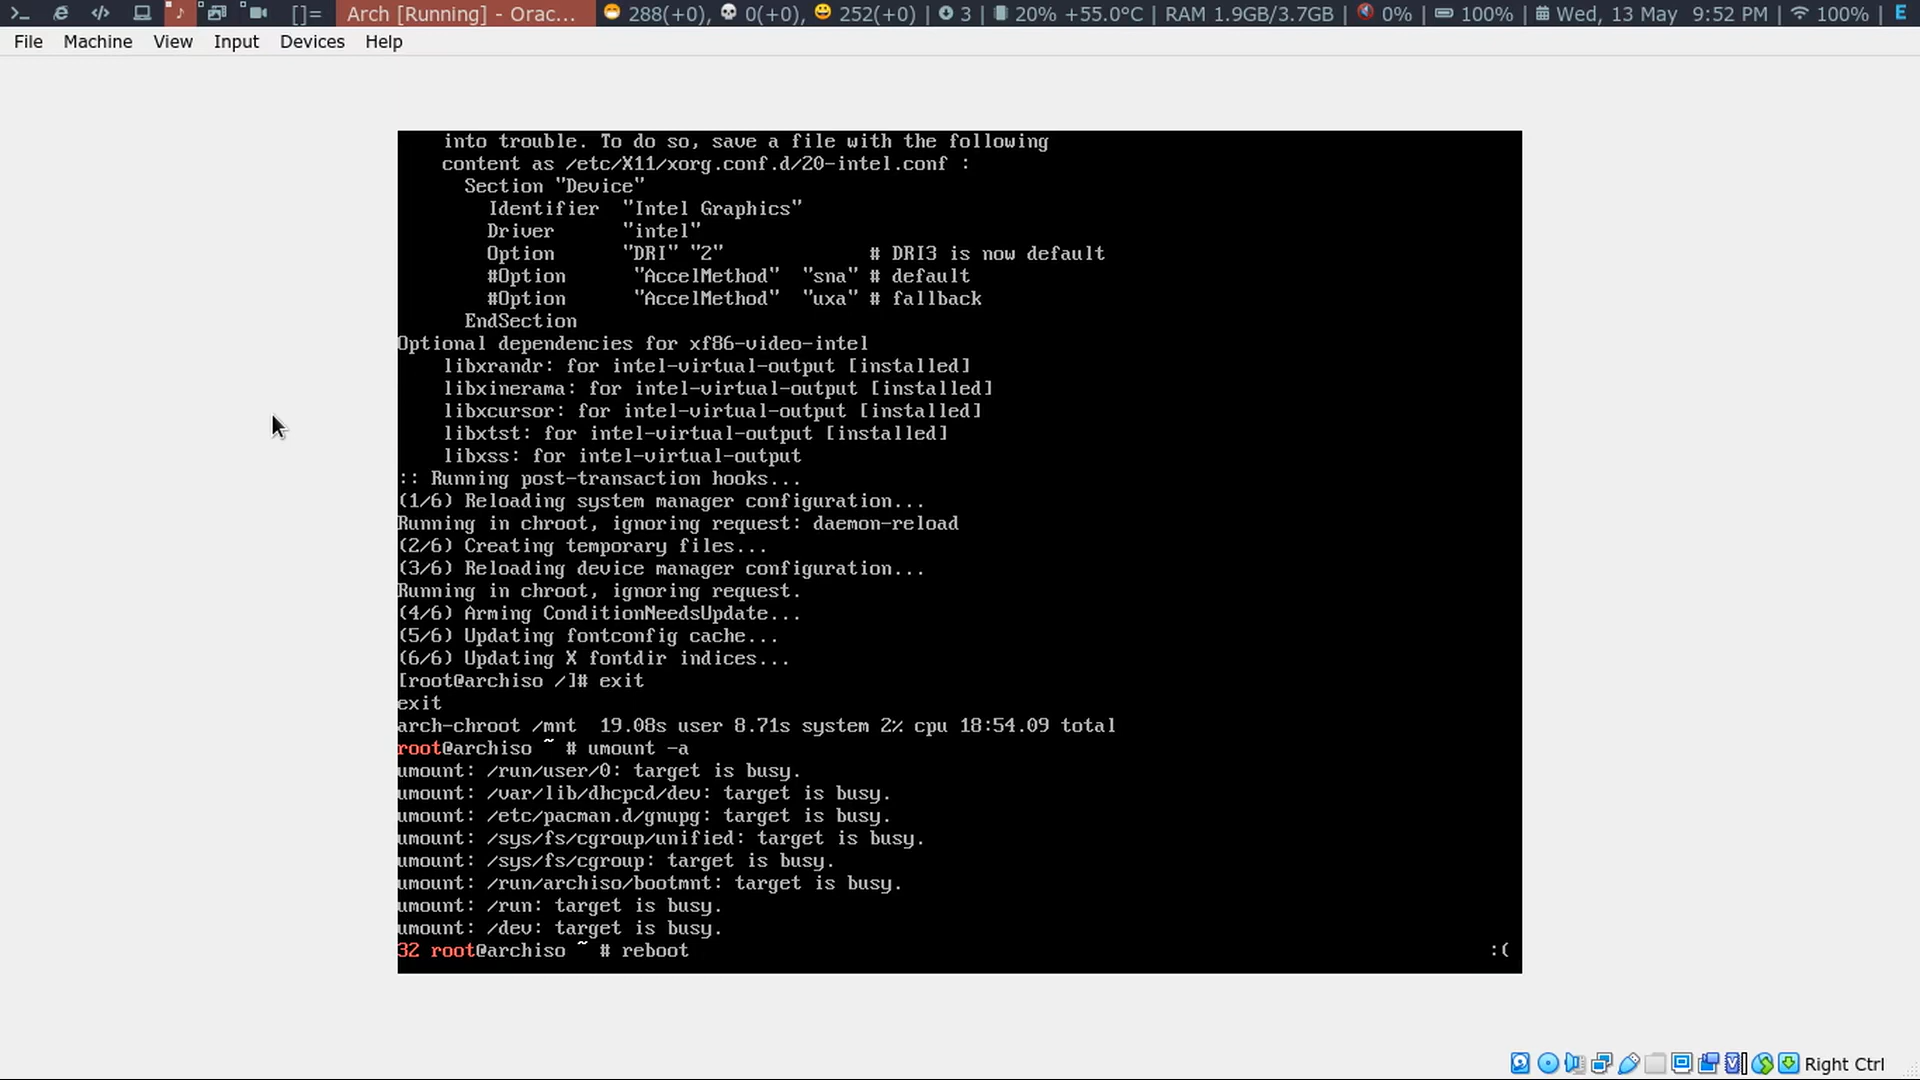 >_ </> []= Arch [Running] - Orac... 288(+0), 0(+0), 252(+0) | 3 | 20% +55.0°C | RAM 1.9GB/3.7GB | 0% | 100% | Wed, 13 May 9:52 PM | 100% | E
File Machine View Input Devices Help
into trouble. To do so, save a file with the following
content as /etc/X11/xorg.conf.d/20-intel.conf :
Section "Device"
Identifier "Intel Graphics"
Driver "intel"
Option "DRI" "2" # DRI3 is now default
#Option "AccelMethod" "sna" # default
#Option "AccelMethod" "uxa" # fallback
EndSection
Optional dependencies for xf86-video-intel
libxrandr: for intel-virtual-output [installed]
libxinerama: for intel-virtual-output [installed]
libxcursor: for intel-virtual-output [installed]
libxtst: for intel-virtual-output [installed]
libxss: for intel-virtual-output
:: Running post-transaction hooks...
(1/6) Reloading system manager configuration...
Running in chroot, ignoring request: daemon-reload
(2/6) Creating temporary files...
(3/6) Reloading device manager configuration...
Running in chroot, ignoring request.
(4/6) Arming ConditionNeedsUpdate...
(5/6) Updating fontconfig cache...
(6/6) Updating X fontdir indices...
[root@archiso /]# exit
exit
arch-chroot /mnt 19.08s user 8.71s system 2% cpu 18:54.09 total
root@archiso ~ # umount -a
umount: /run/user/0: target is busy.
umount: /var/lib/dhcpcd/dev: target is busy.
umount: /etc/pacman.d/gnupg: target is busy.
umount: /sys/fs/cgroup/unified: target is busy.
umount: /sys/fs/cgroup: target is busy.
umount: /run/archiso/bootmnt: target is busy.
umount: /run: target is busy.
umount: /dev: target is busy.
32 root@archiso ~ # reboot :(
Right Ctrl